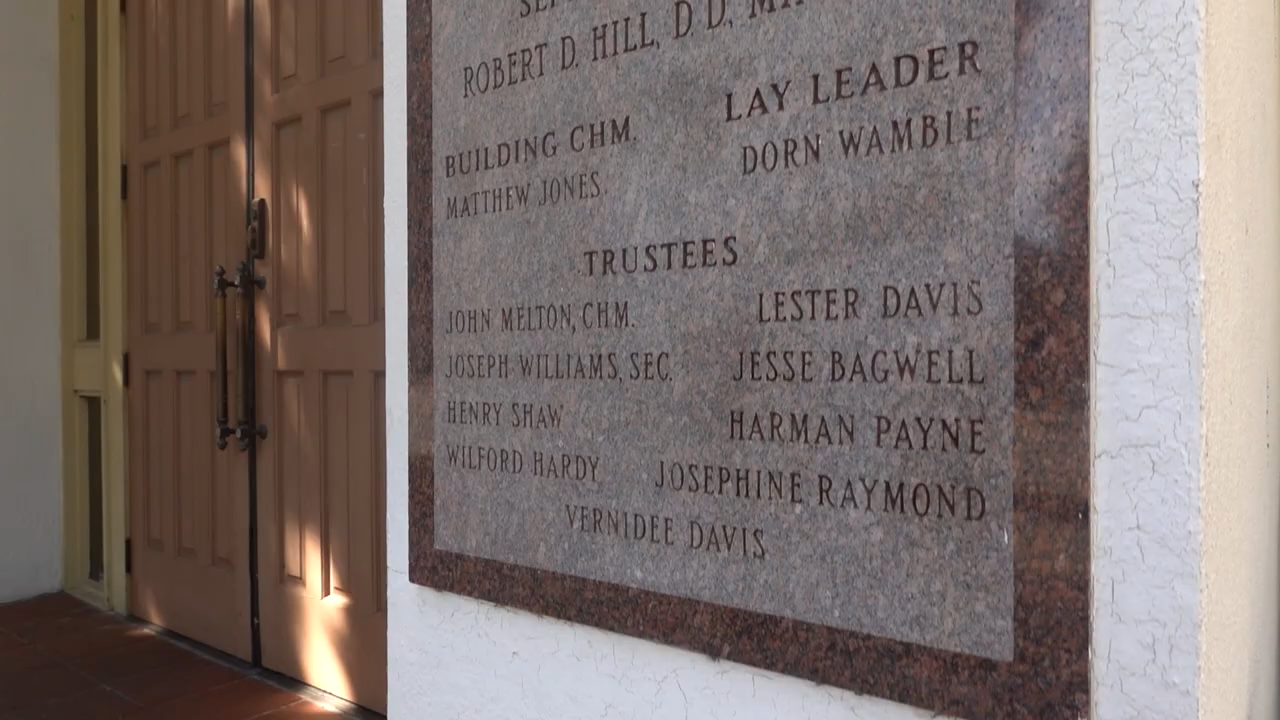 ROBERT D. HILL, D D.
BUILDING CHM. LAY LEADER
MATTHEW JONES DORN WAMBLE
TRUSTEES
JOHN MELTON, CHM. LESTER DAVIS
JOSEPH WILLIAMS, SEC. JESSE BAGWELL
HENRY SHAW HARMAN PAYNE
WILFORD HARDY JOSEPHINE RAYMOND
VERNIDEE DAVIS